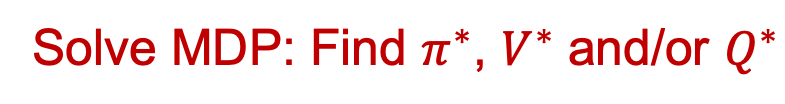 Solve MDP: Find π*, V* and/or Q*